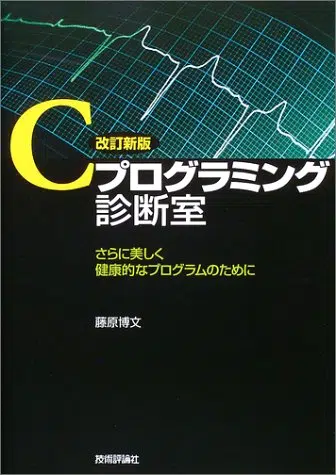 改訂新版
Cプログラミング
診断室
さらに美しく
健康的なプログラムのために
藤原博文
技術評論社